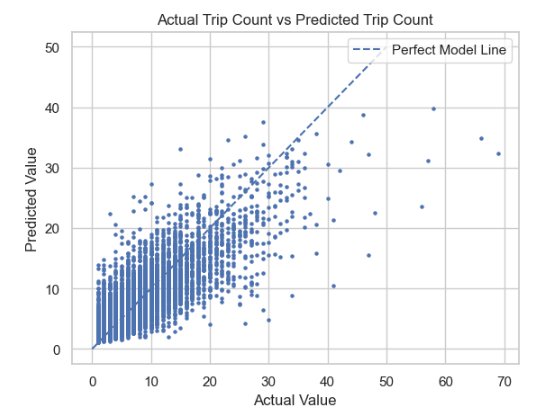 Actual Trip Count vs Predicted Trip Count
50
Perfect Model Line
40
30
20
10
0
Predicted Value
0 10 20 30 40 50 60 70
Actual Value